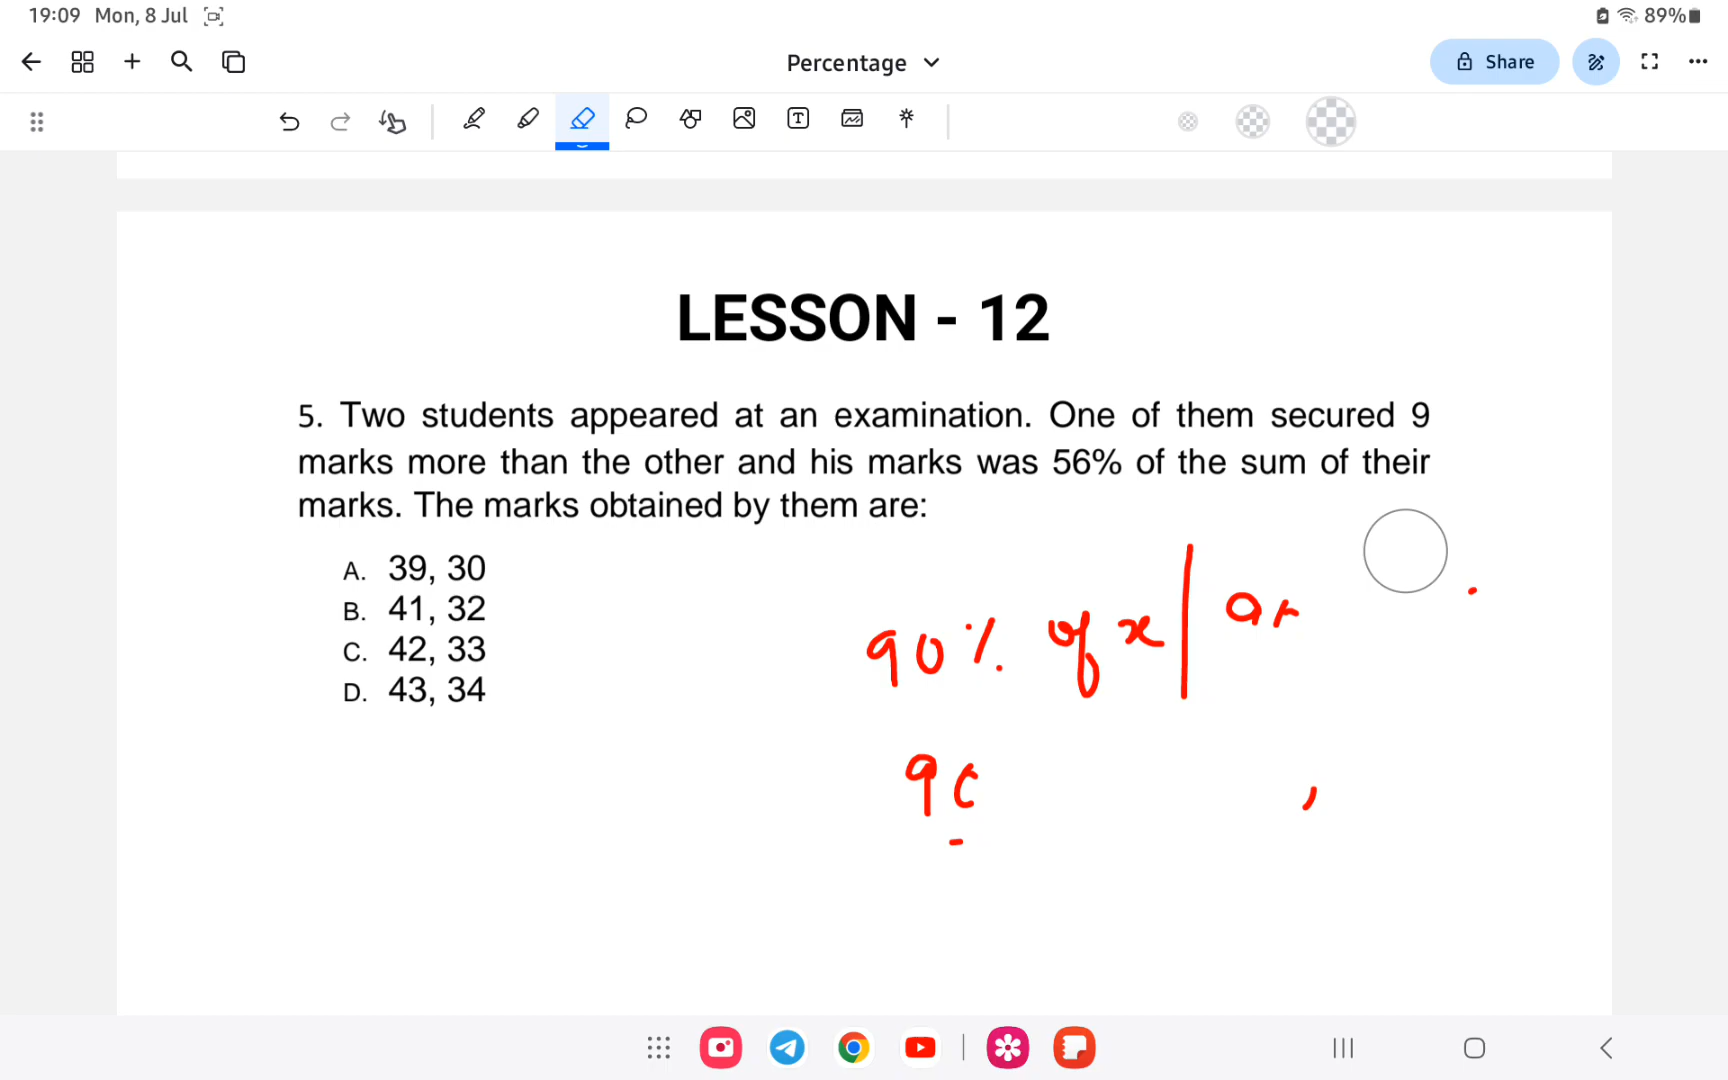 19:09 Mon, 8 Jul 89%
Percentage
Share
LESSON - 12
5. Two students appeared at an examination. One of them secured 9
marks more than the other and his marks was 56% of the sum of their
marks. The marks obtained by them are:
A. 39, 30
B. 41, 32
C. 42, 33
D. 43, 34
90% of x